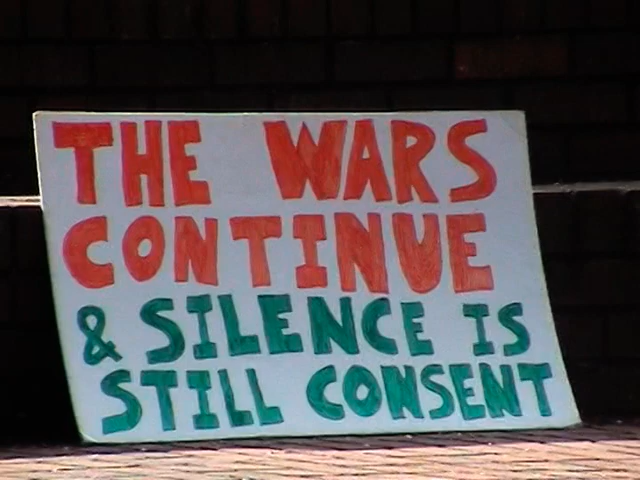 THE WARS
CONTINUE
& SILENCE IS
STILL CONSENT